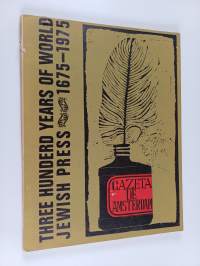 THREE HUNDERD YEARS OF WORLD
JEWISH PRESS 1675–1975
GAZETA
DE
AMSTERDAM